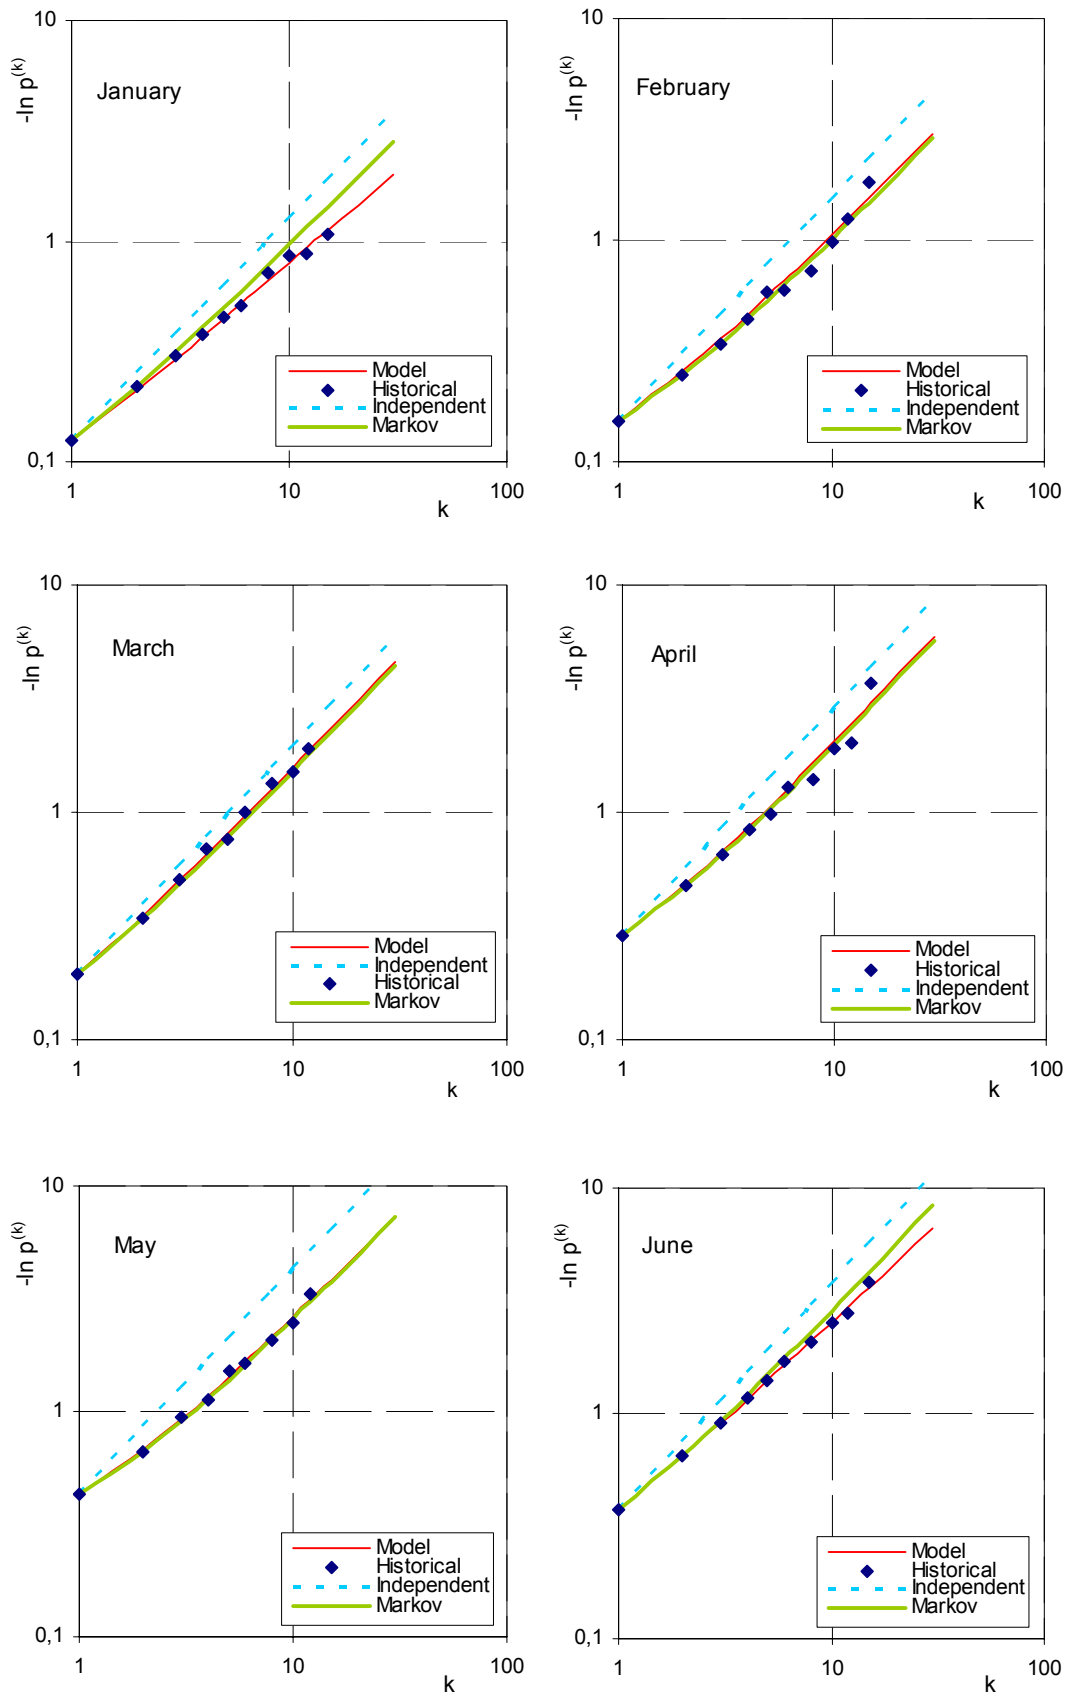 10
-ln p(k)
January
1
Model
Historical
Independent
Markov
0,1
1
10
100
k
10
-ln p(k)
February
1
Model
Historical
Independent
Markov
0,1
1
10
100
k
10
-ln p(k)
March
1
Model
Independent
Historical
Markov
0,1
1
10
100
k
10
-ln p(k)
April
1
Model
Historical
Independent
Markov
0,1
1
10
100
k
10
-ln p(k)
May
1
Model
Historical
Independent
Markov
0,1
1
10
100
k
10
-ln p(k)
June
1
Model
Historical
Independent
Markov
0,1
1
10
100
k